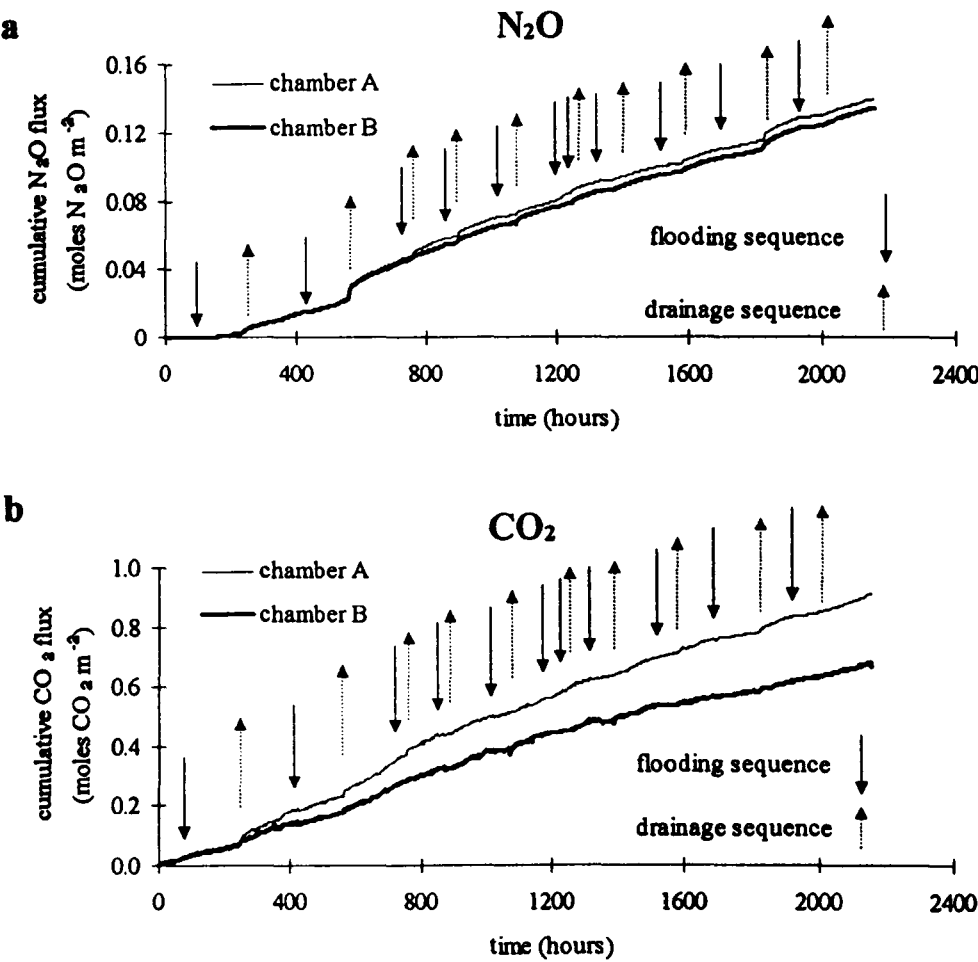 a
N₂O
0.16
0.12
0.08
0.04
0
cumulative N₂O flux
(moles N₂O m⁻²)
chamber A
chamber B
flooding sequence
drainage sequence
0 400 800 1200 1600 2000 2400
time (hours)
b
CO₂
1.0
0.8
0.6
0.4
0.2
0.0
cumulative CO₂ flux
(moles CO₂ m⁻²)
chamber A
chamber B
flooding sequence
drainage sequence
0 400 800 1200 1600 2000 2400
time (hours)